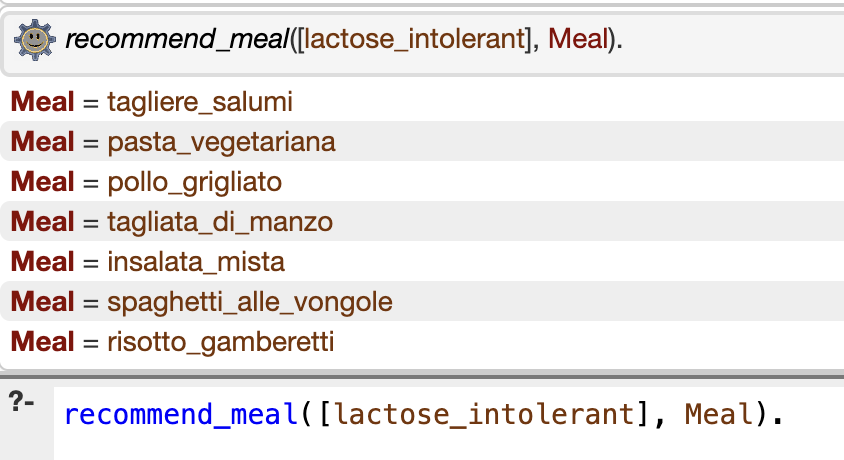 recommend_meal([lactose_intolerant], Meal).
Meal = tagliere_salumi
Meal = pasta_vegetariana
Meal = pollo_grigliato
Meal = tagliata_di_manzo
Meal = insalata_mista
Meal = spaghetti_alle_vongole
Meal = risotto_gamberetti
?- recommend_meal([lactose_intolerant], Meal).